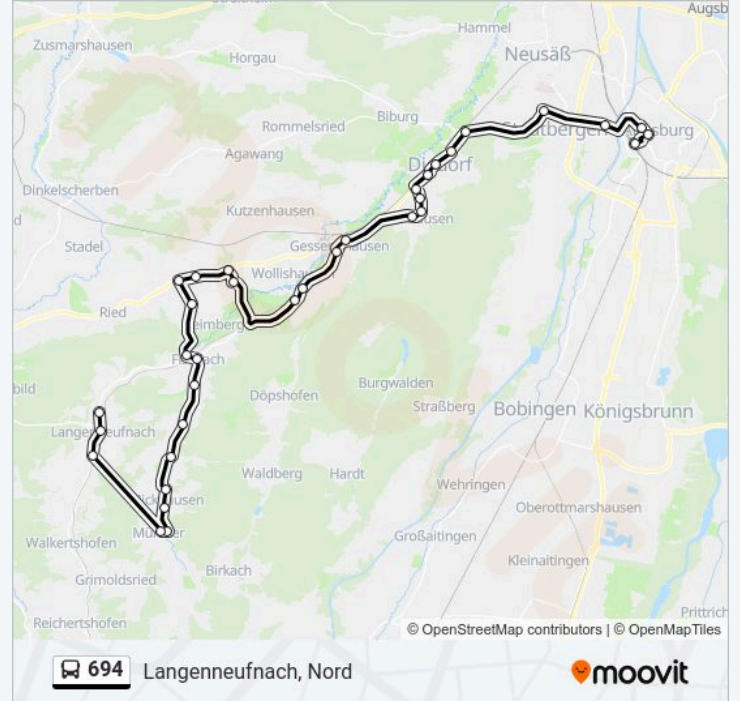 Augsb
Hammel
Zusmarshausen
Neusäß
Horgau
Biburg
Rommelsried
Agawang
Dinkelscherben
Kutzenhausen
Stadel
Ried
Döpshofen
Burgwalden
Straßberg
Bobingen
Königsbrunn
Waldberg
Hardt
Wehringen
Oberottmarshausen
Walkertshofen
Großaitingen
Kleinaitingen
Grimoldsried
Birkach
Reichertshofen
Prittrich
© OpenStreetMap contributors | © OpenMapTiles
694
Langenneufnach, Nord
moovit